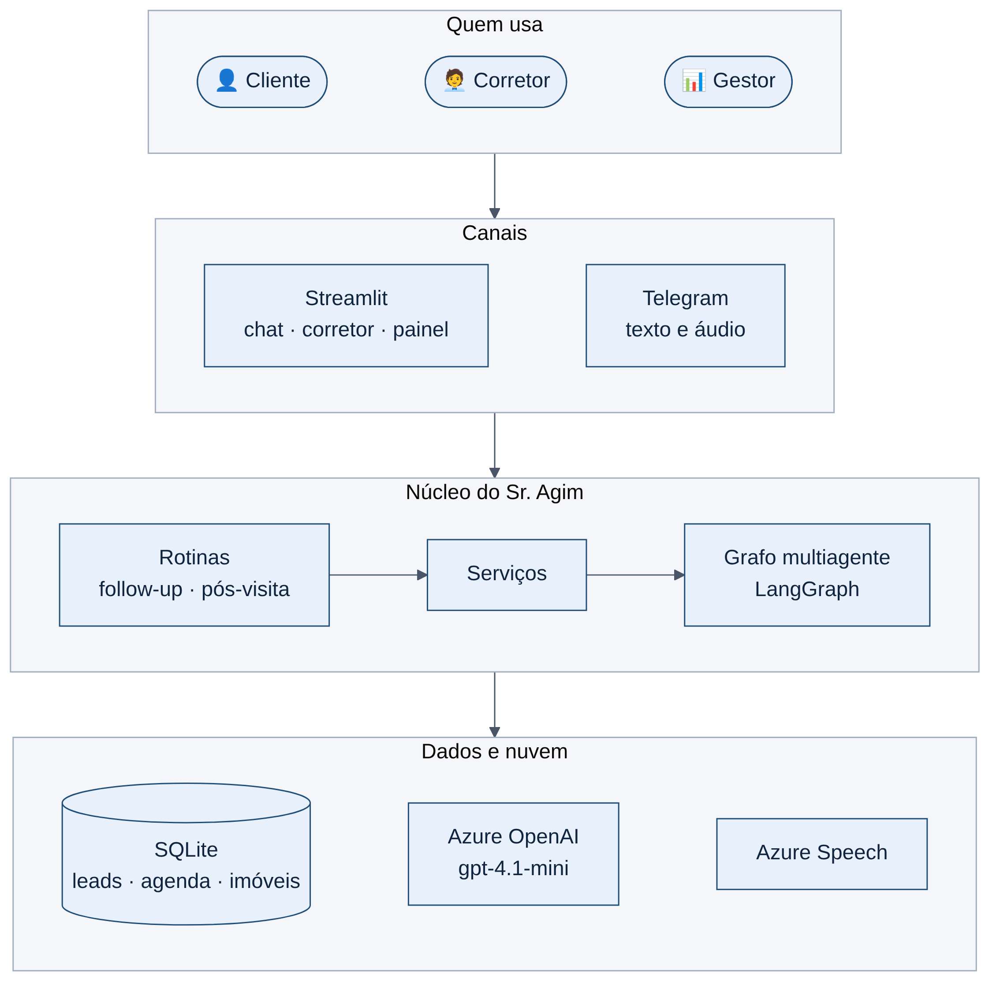 Quem usa
Cliente
Corretor
Gestor
Canais
Streamlit
chat · corretor · painel
Telegram
texto e áudio
Núcleo do Sr. Agim
Rotinas
follow-up · pós-visita
Serviços
Grafo multiagente
LangGraph
Dados e nuvem
SQLite
leads · agenda · imóveis
Azure OpenAI
gpt-4.1-mini
Azure Speech